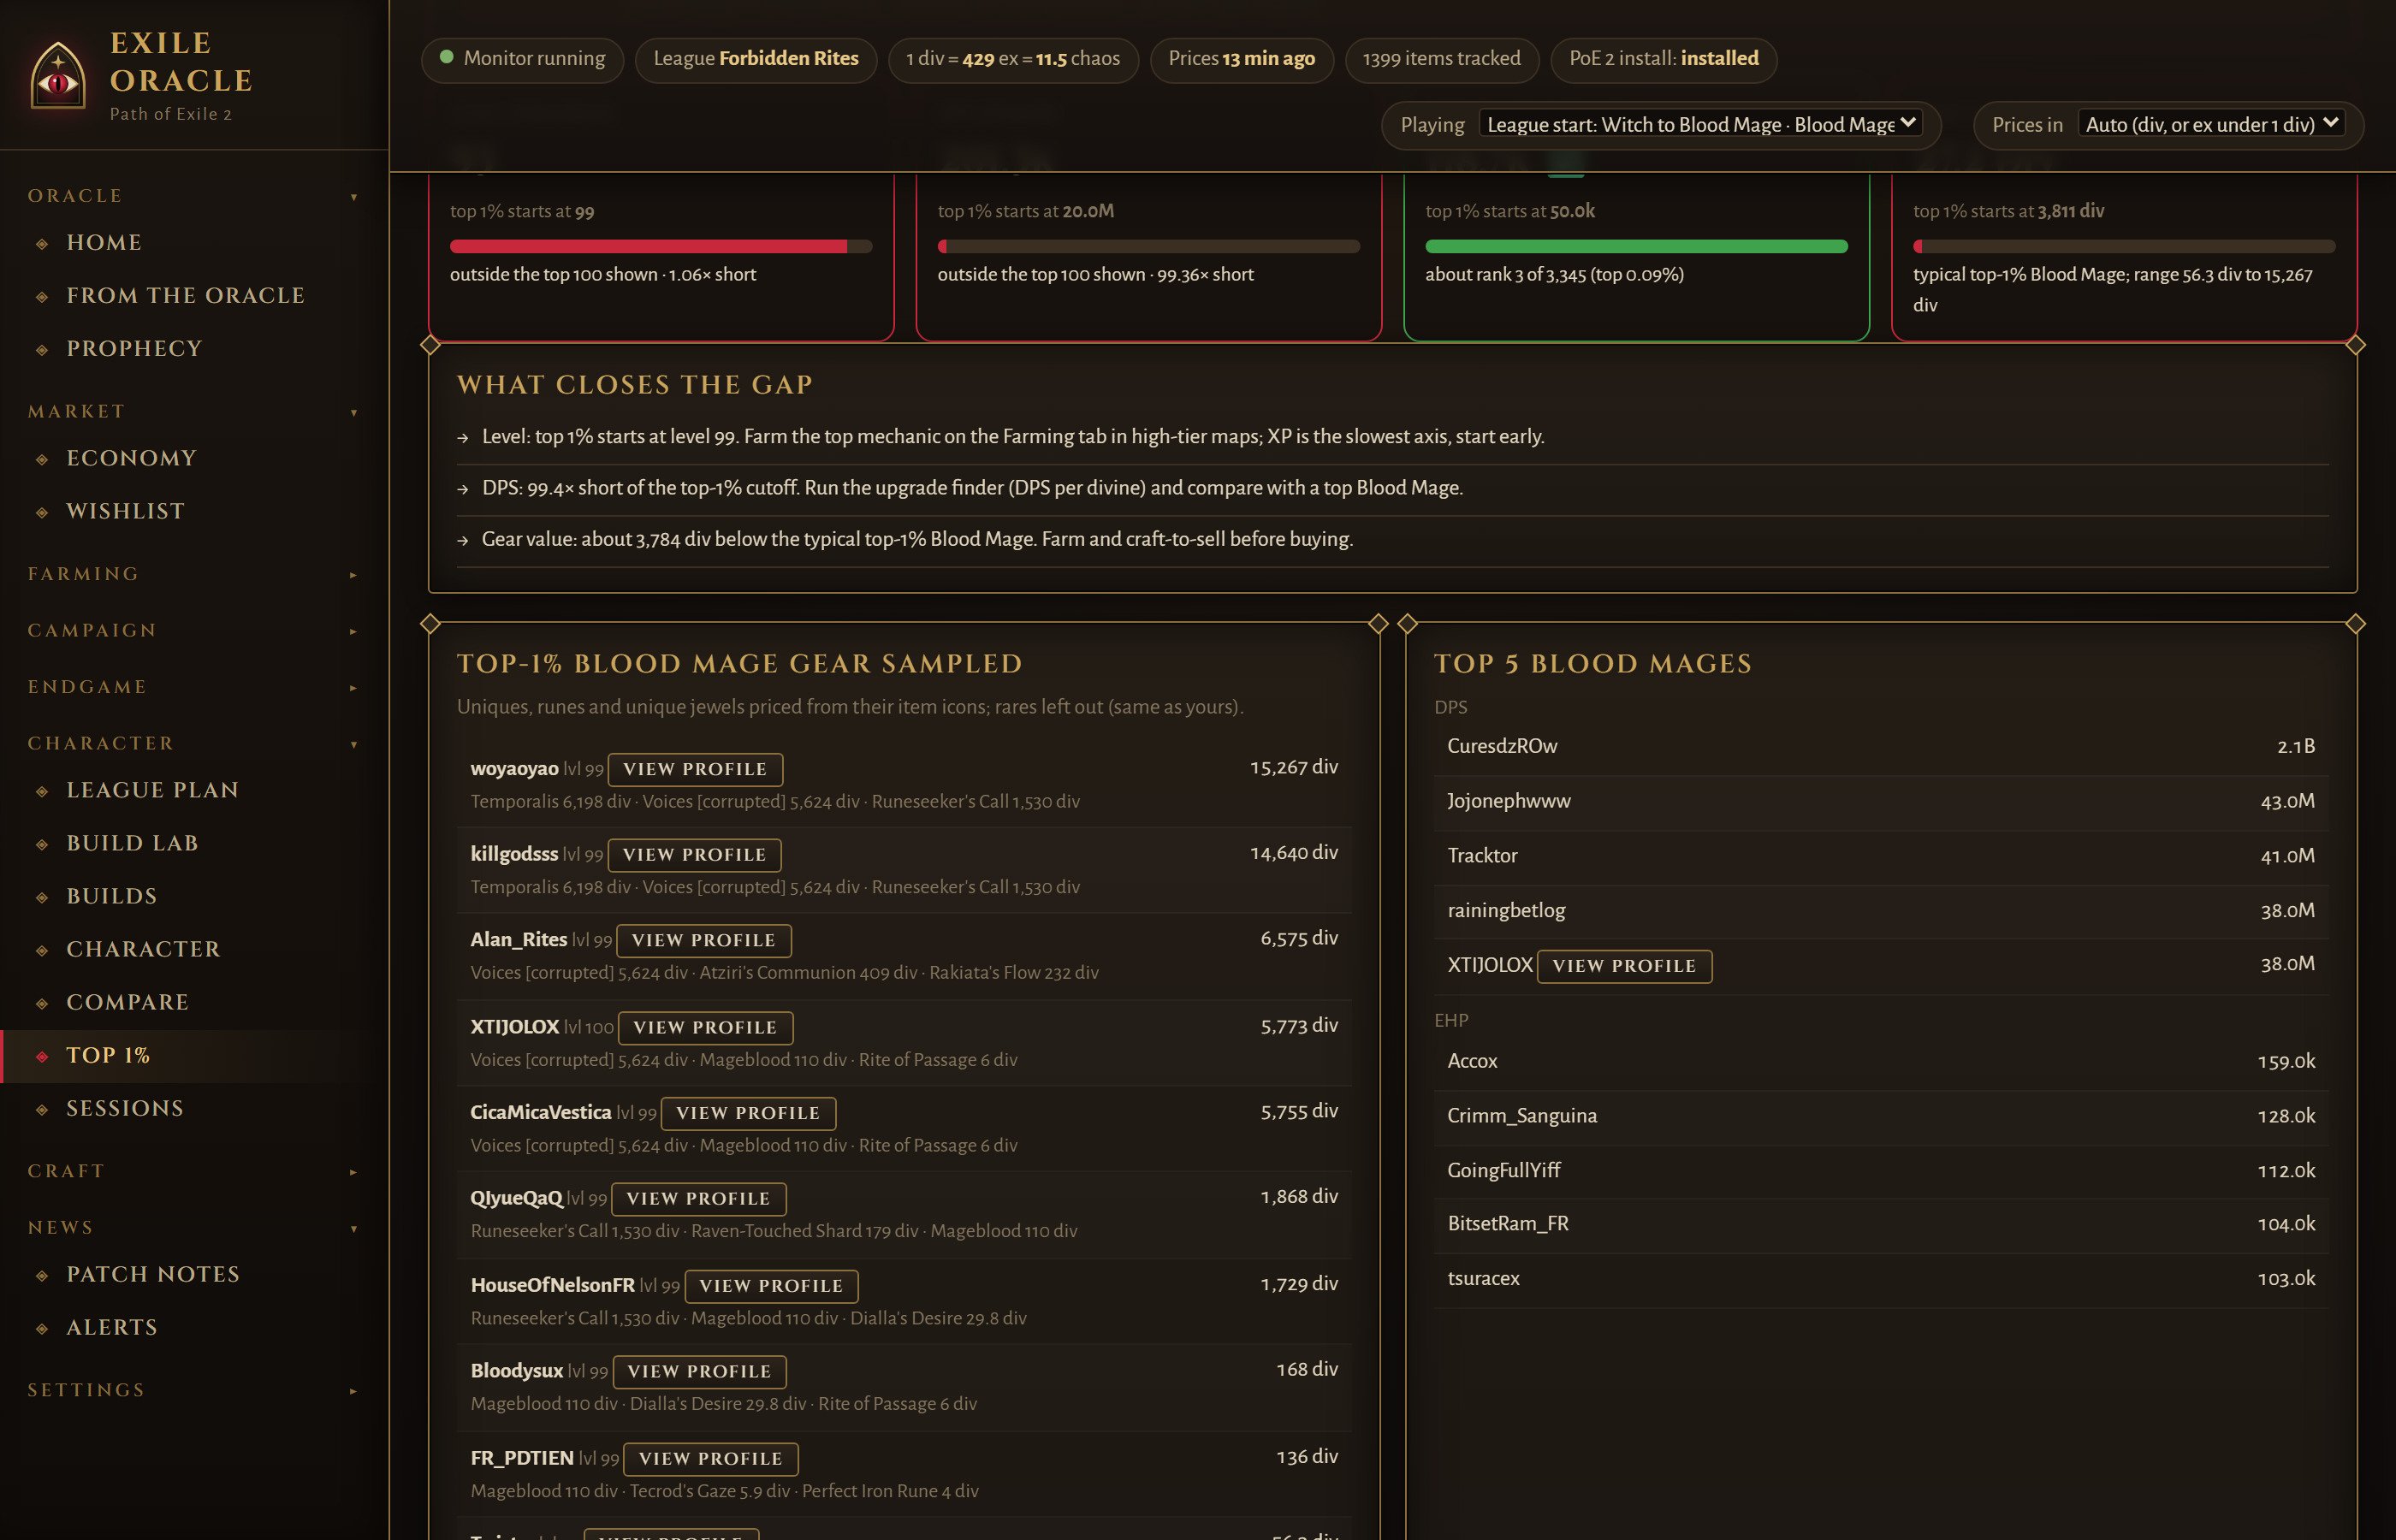 EXILE
ORACLE
Path of Exile 2
ORACLE
HOME
FROM THE ORACLE
PROPHECY
MARKET
ECONOMY
WISHLIST
FARMING
CAMPAIGN
ENDGAME
CHARACTER
LEAGUE PLAN
BUILD LAB
BUILDS
CHARACTER
COMPARE
TOP 1%
SESSIONS
CRAFT
NEWS
PATCH NOTES
ALERTS
SETTINGS
Monitor running
League Forbidden Rites
1 div = 429 ex = 11.5 chaos
Prices 13 min ago
1399 items tracked
PoE 2 install: installed
Playing League start: Witch to Blood Mage · Blood Mage
Prices in Auto (div, or ex under 1 div)
top 1% starts at 99
outside the top 100 shown · 1.06× short
top 1% starts at 20.0M
outside the top 100 shown · 99.36× short
top 1% starts at 50.0k
about rank 3 of 3,345 (top 0.09%)
top 1% starts at 3,811 div
typical top-1% Blood Mage; range 56.3 div to 15,267
div
WHAT CLOSES THE GAP
→ Level: top 1% starts at level 99. Farm the top mechanic on the Farming tab in high-tier maps; XP is the slowest axis, start early.
→ DPS: 99.4× short of the top-1% cutoff. Run the upgrade finder (DPS per divine) and compare with a top Blood Mage.
→ Gear value: about 3,784 div below the typical top-1% Blood Mage. Farm and craft-to-sell before buying.
TOP-1% BLOOD MAGE GEAR SAMPLED
Uniques, runes and unique jewels priced from their item icons; rares left out (same as yours).
woyaoyao lvl 99 VIEW PROFILE 15,267 div
Temporalis 6,198 div · Voices [corrupted] 5,624 div · Runeseeker's Call 1,530 div
killgodsss lvl 99 VIEW PROFILE 14,640 div
Temporalis 6,198 div · Voices [corrupted] 5,624 div · Runeseeker's Call 1,530 div
Alan_Rites lvl 99 VIEW PROFILE 6,575 div
Voices [corrupted] 5,624 div · Atziri's Communion 409 div · Rakiata's Flow 232 div
XTIJOLOX lvl 100 VIEW PROFILE 5,773 div
Voices [corrupted] 5,624 div · Mageblood 110 div · Rite of Passage 6 div
CicaMicaVestica lvl 99 VIEW PROFILE 5,755 div
Voices [corrupted] 5,624 div · Mageblood 110 div · Rite of Passage 6 div
QlyueQaQ lvl 99 VIEW PROFILE 1,868 div
Runeseeker's Call 1,530 div · Raven-Touched Shard 179 div · Mageblood 110 div
HouseOfNelsonFR lvl 99 VIEW PROFILE 1,729 div
Runeseeker's Call 1,530 div · Mageblood 110 div · Dialla's Desire 29.8 div
Bloodysux lvl 99 VIEW PROFILE 168 div
Mageblood 110 div · Dialla's Desire 29.8 div · Rite of Passage 6 div
FR_PDTIEN lvl 99 VIEW PROFILE 136 div
Mageblood 110 div · Tecrod's Gaze 5.9 div · Perfect Iron Rune 4 div
TOP 5 BLOOD MAGES
DPS
CuresdzROw 2.1B
Jojonephwww 43.0M
Tracktor 41.0M
rainingbetlog 38.0M
XTIJOLOX VIEW PROFILE 38.0M
EHP
Accox 159.0k
Crimm_Sanguina 128.0k
GoingFullYiff 112.0k
BitsetRam_FR 104.0k
tsuracex 103.0k